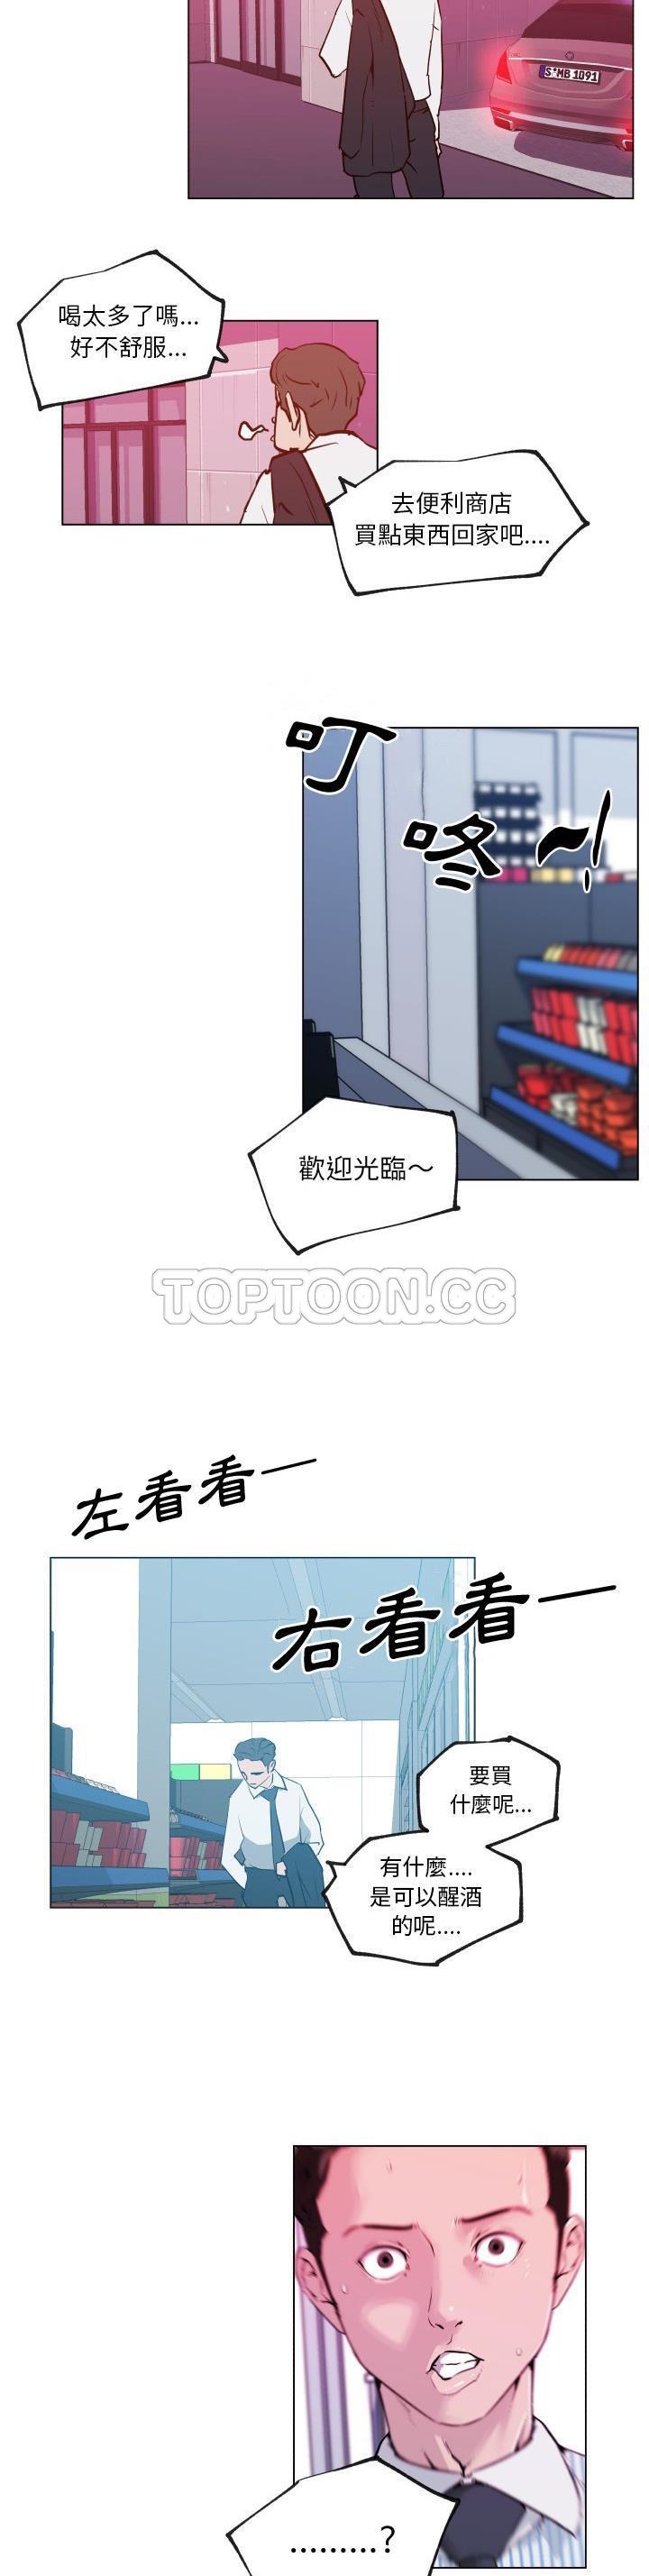 S·MB 1091
喝太多了嗎...
好不舒服...
去便利商店
買點東西回家吧....
叮
咚~!
歡迎光臨～
TOPTOON.CC
左看看—
右看看—
要買
什麼呢...
有什麼....
是可以醒酒
的呢....
.........?